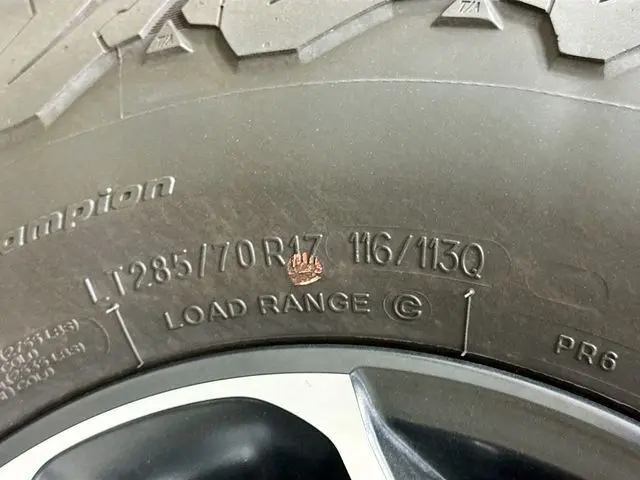 T/A T/A
ampion
LT285/70R17 116/113Q
LOAD RANGE C
PR6